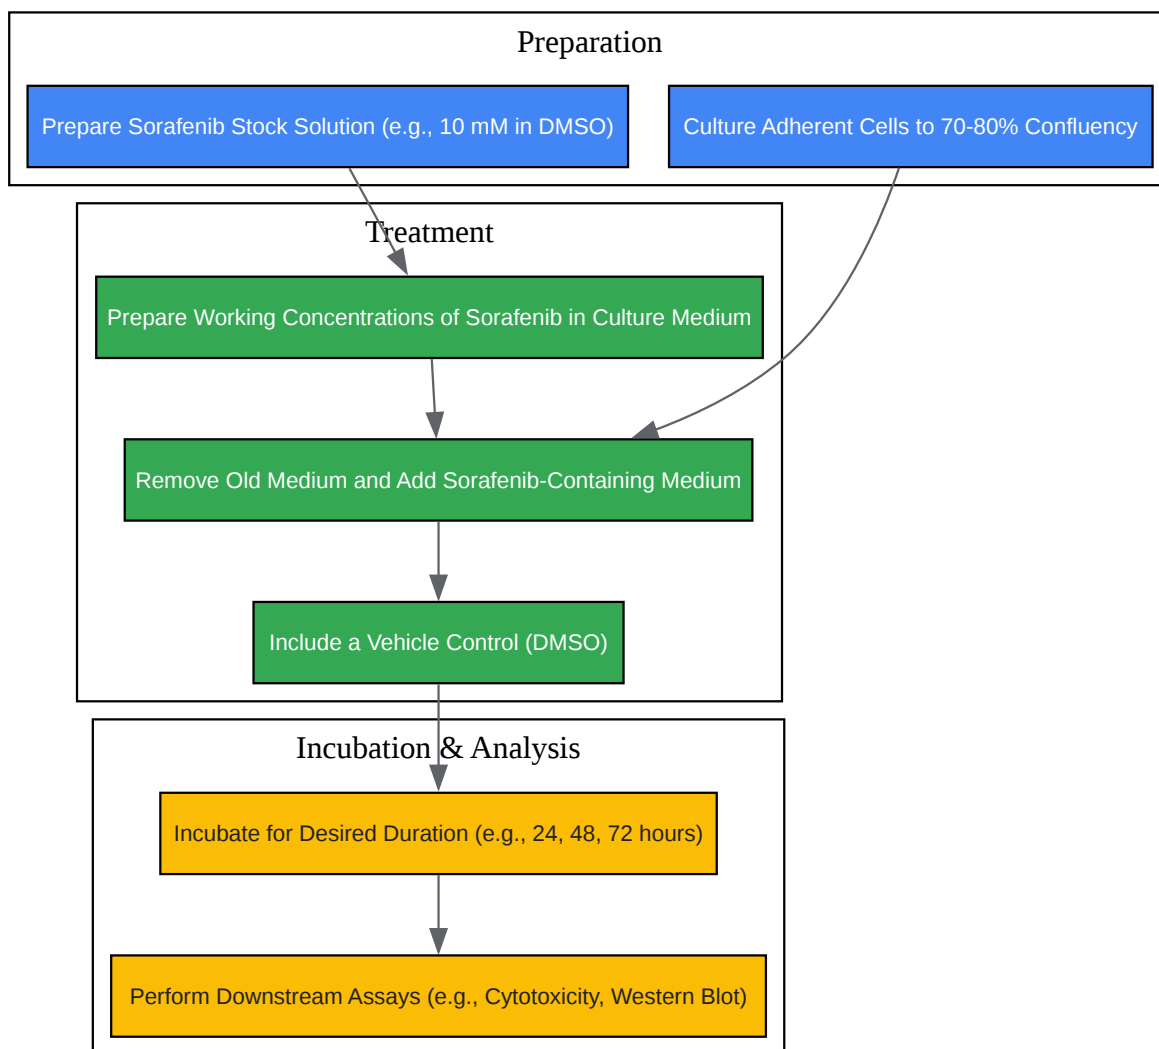 Preparation
Prepare Sorafenib Stock Solution (e.g., 10 mM in DMSO)
Culture Adherent Cells to 70-80% Confluency
Treatment
Prepare Working Concentrations of Sorafenib in Culture Medium
Remove Old Medium and Add Sorafenib-Containing Medium
Include a Vehicle Control (DMSO)
Incubation & Analysis
Incubate for Desired Duration (e.g., 24, 48, 72 hours)
Perform Downstream Assays (e.g., Cytotoxicity, Western Blot)